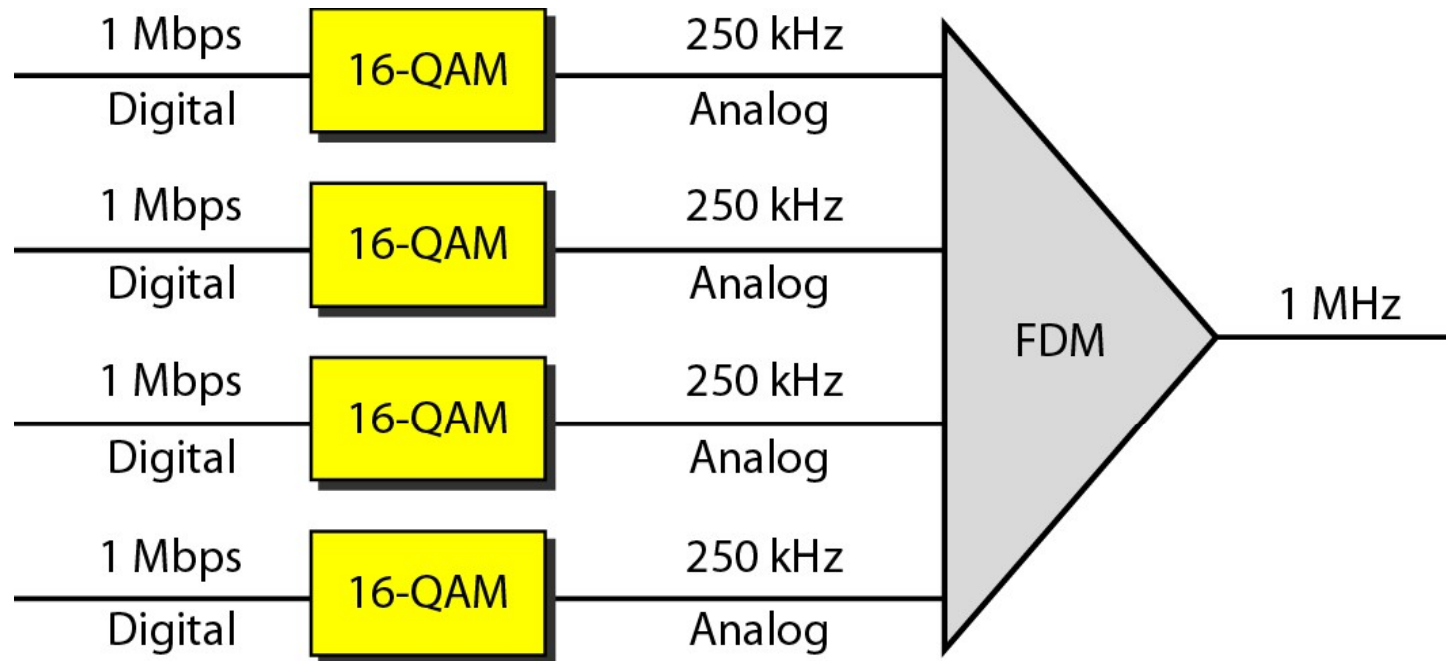 1 Mbps
Digital
16-QAM
250 kHz
Analog
1 Mbps
Digital
16-QAM
250 kHz
Analog
1 Mbps
Digital
16-QAM
250 kHz
Analog
1 Mbps
Digital
16-QAM
250 kHz
Analog
FDM
1 MHz